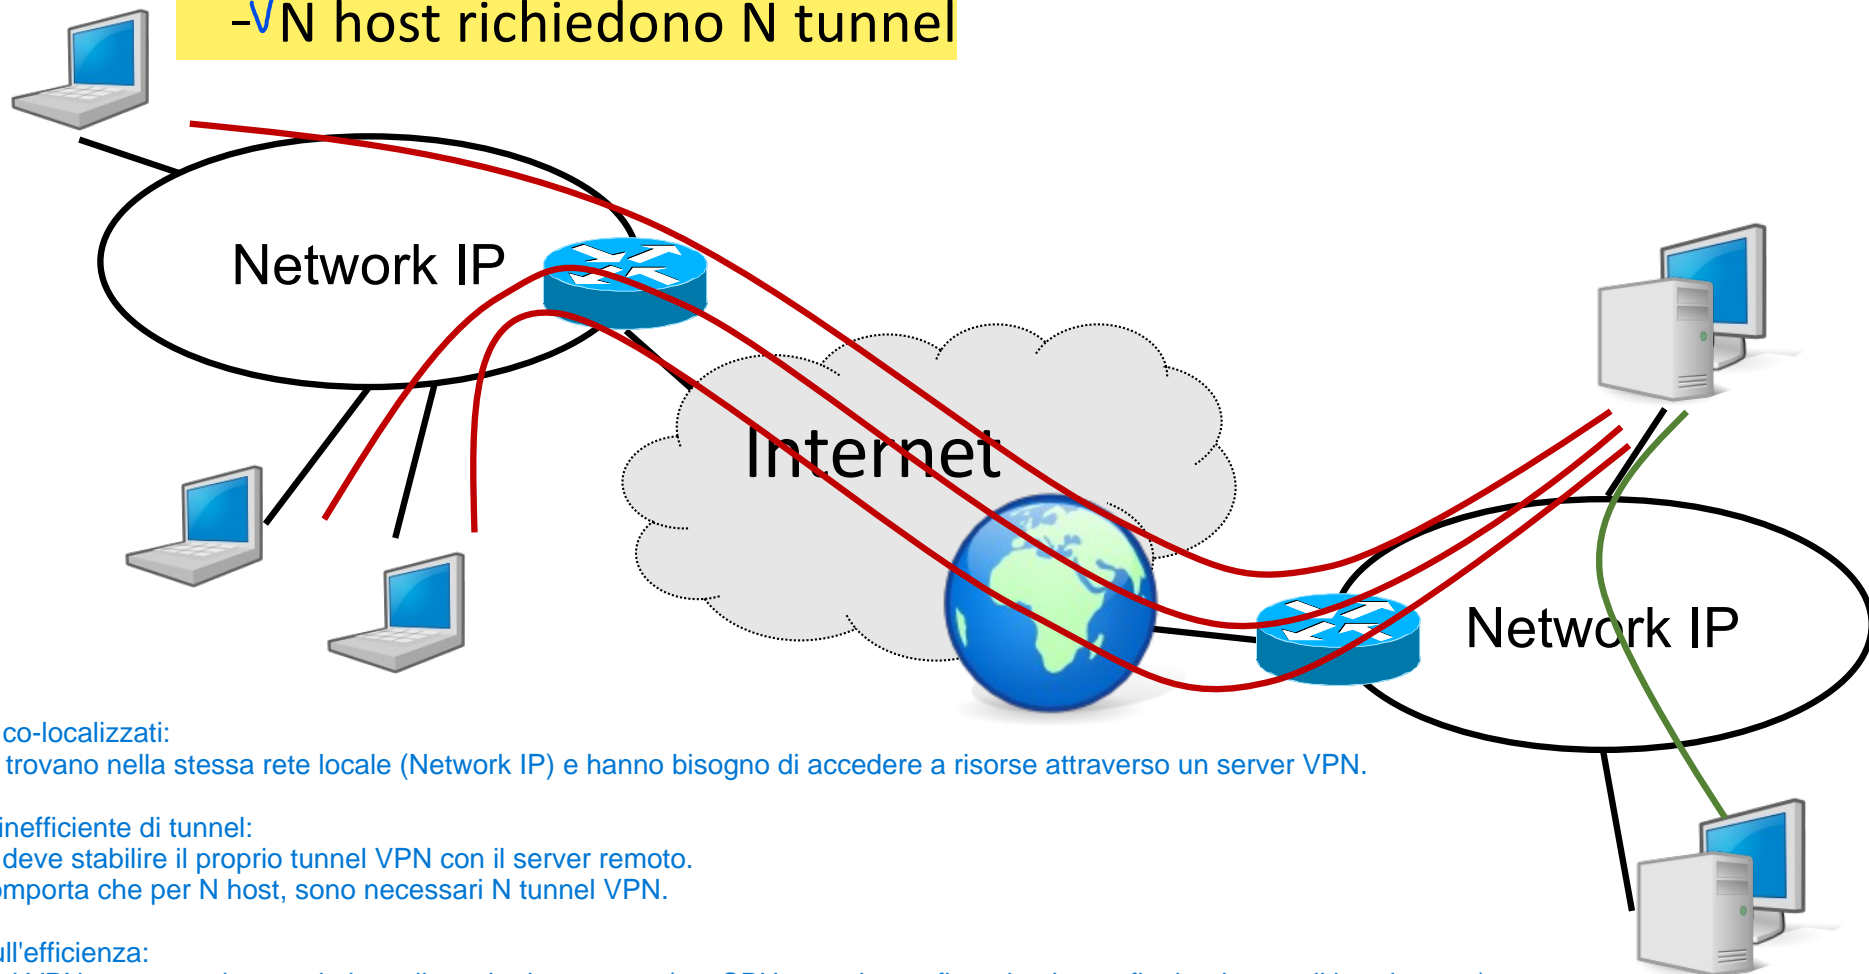 -√N host richiedono N tunnel
Network IP
Internet
Network IP
co-localizzati:
trovano nella stessa rete locale (Network IP) e hanno bisogno di accedere a risorse attraverso un server VPN.
inefficiente di tunnel:
deve stabilire il proprio tunnel VPN con il server remoto.
omporta che per N host, sono necessari N tunnel VPN.
ull'efficienza: